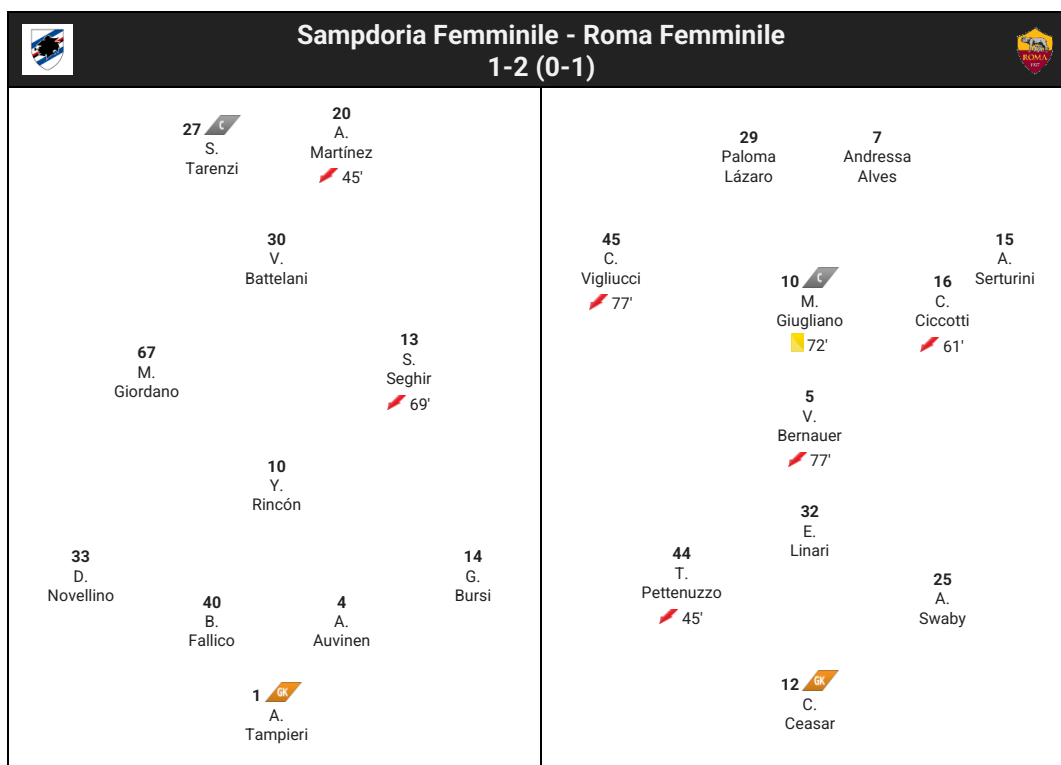 Sampdoria Femminile - Roma Femminile
1-2 (0-1)
ROMA
1927
27 C
S.
Tarenzi
20
A.
Martínez
45'
30
V.
Battelani
67
M.
Giordano
13
S.
Seghir
69'
10
Y.
Rincón
33
D.
Novellino
40
B.
Fallico
4
A.
Auvinen
14
G.
Bursi
1 GK
A.
Tampieri
29
Paloma
Lázaro
7
Andressa
Alves
45
C.
Vigliucci
77'
10 C
M.
Giugliano
72'
16
C.
Ciccotti
61'
15
A.
Serturini
5
V.
Bernauer
77'
32
E.
Linari
44
T.
Pettenuzzo
45'
25
A.
Swaby
12 GK
C.
Ceasar